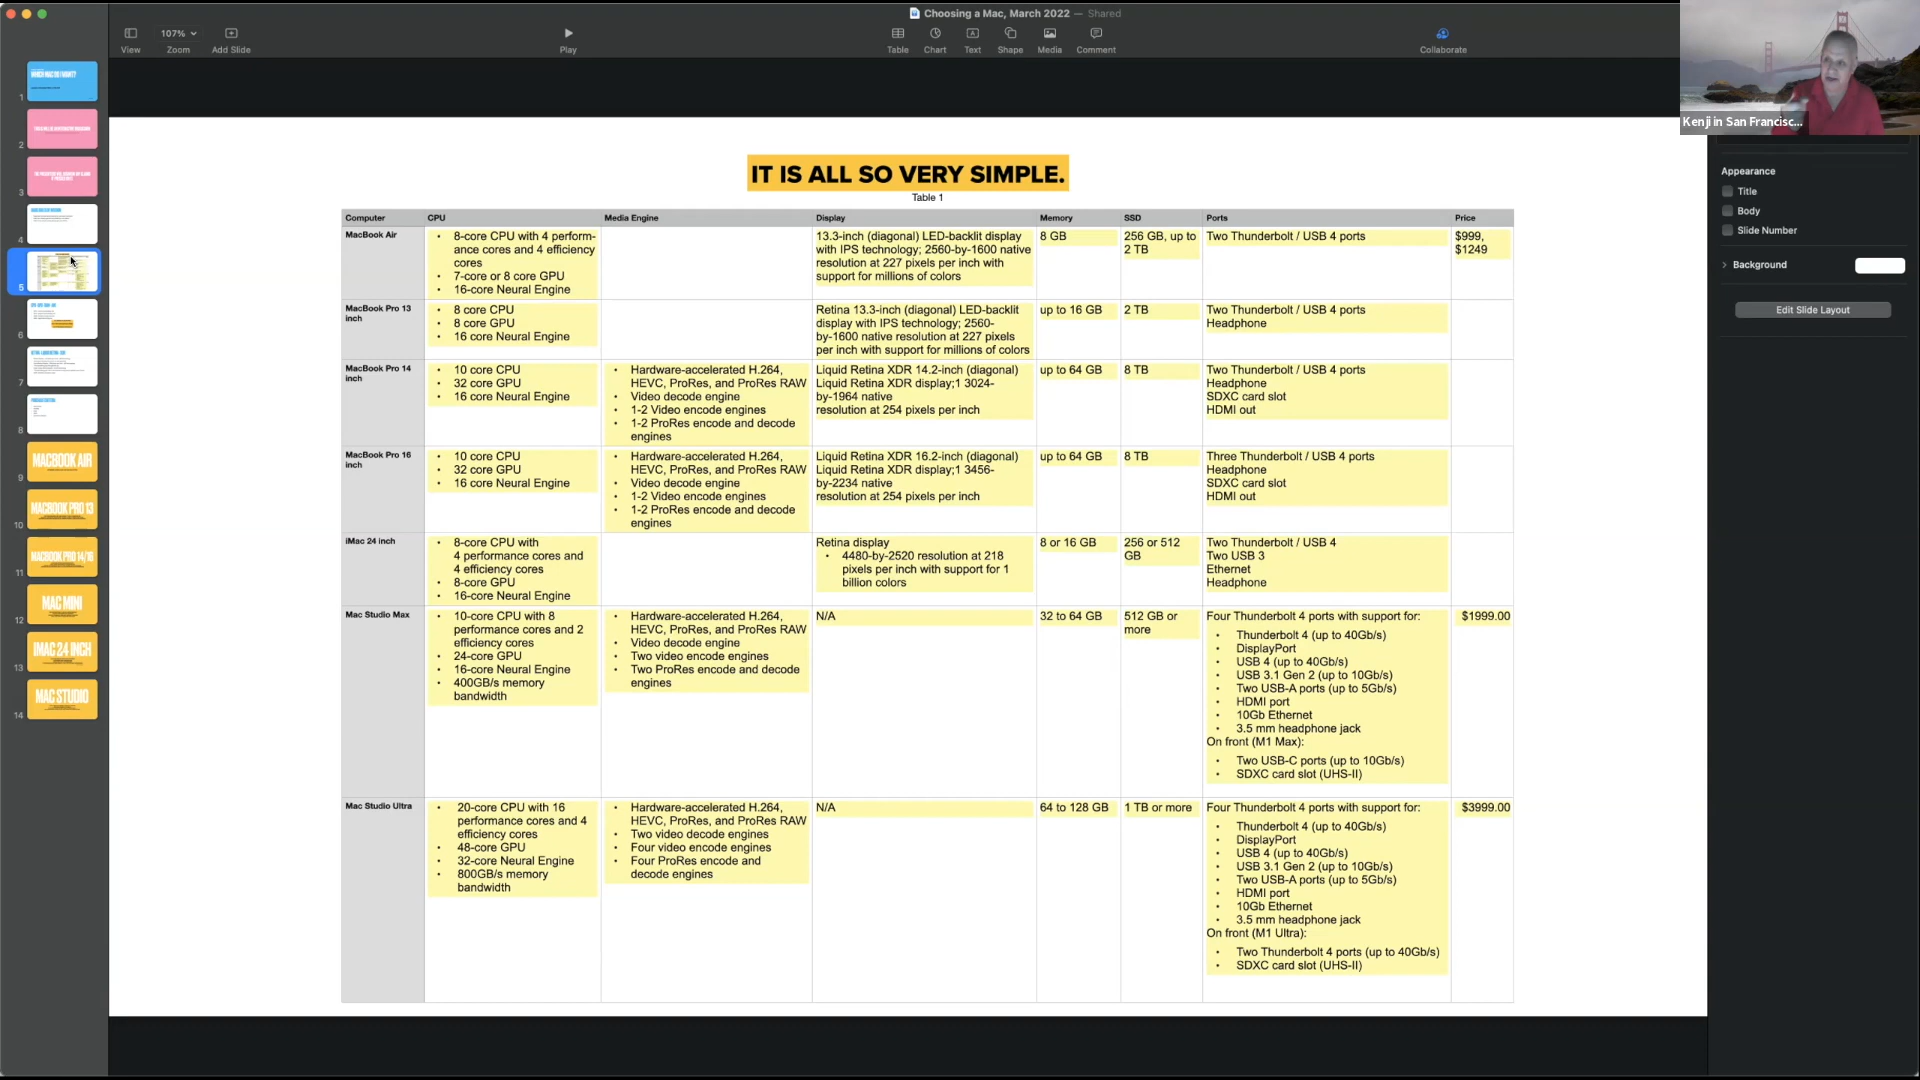 Choosing a Mac, March 2022 — Shared
107%
View
Zoom
Add Slide
Play
Table
Chart
Text
Shape
Media
Comment
Collaborate
Kenji in San Francisc...
1
2
3
4
5
6
7
8
MACBOOK AIR
9
MACBOOK PRO 13
10
MACBOOK PRO 14/16
11
MAC MINI
12
IMAC 24 INCH
13
MAC STUDIO
14
IT IS ALL SO VERY SIMPLE.
Table 1
Computer CPU Media Engine Display Memory SSD Ports Price
MacBook Air
• 8-core CPU with 4 perform-
ance cores and 4 efficiency
cores
• 7-core or 8 core GPU
• 16-core Neural Engine
13.3-inch (diagonal) LED-backlit display
with IPS technology; 2560-by-1600 native
resolution at 227 pixels per inch with
support for millions of colors
8 GB
256 GB, up to
2 TB
Two Thunderbolt / USB 4 ports
$999,
$1249
MacBook Pro 13
inch
• 8 core CPU
• 8 core GPU
• 16 core Neural Engine
Retina 13.3-inch (diagonal) LED-backlit
display with IPS technology; 2560-
by-1600 native resolution at 227 pixels
per inch with support for millions of colors
up to 16 GB
2 TB
Two Thunderbolt / USB 4 ports
Headphone
MacBook Pro 14
inch
• 10 core CPU
• 32 core GPU
• 16 core Neural Engine
• Hardware-accelerated H.264,
HEVC, ProRes, and ProRes RAW
• Video decode engine
• 1-2 Video encode engines
• 1-2 ProRes encode and decode
engines
Liquid Retina XDR 14.2-inch (diagonal)
Liquid Retina XDR display;1 3024-
by-1964 native
resolution at 254 pixels per inch
up to 64 GB
8 TB
Two Thunderbolt / USB 4 ports
Headphone
SDXC card slot
HDMI out
MacBook Pro 16
inch
• 10 core CPU
• 32 core GPU
• 16 core Neural Engine
• Hardware-accelerated H.264,
HEVC, ProRes, and ProRes RAW
• Video decode engine
• 1-2 Video encode engines
• 1-2 ProRes encode and decode
engines
Liquid Retina XDR 16.2-inch (diagonal)
Liquid Retina XDR display;1 3456-
by-2234 native
resolution at 254 pixels per inch
up to 64 GB
8 TB
Three Thunderbolt / USB 4 ports
Headphone
SDXC card slot
HDMI out
iMac 24 inch
• 8-core CPU with
4 performance cores and
4 efficiency cores
• 8-core GPU
• 16-core Neural Engine
Retina display
• 4480-by-2520 resolution at 218
pixels per inch with support for 1
billion colors
8 or 16 GB
256 or 512
GB
Two Thunderbolt / USB 4
Two USB 3
Ethernet
Headphone
Mac Studio Max
• 10-core CPU with 8
performance cores and 2
efficiency cores
• 24-core GPU
• 16-core Neural Engine
• 400GB/s memory
bandwidth
• Hardware-accelerated H.264,
HEVC, ProRes, and ProRes RAW
• Video decode engine
• Two video encode engines
• Two ProRes encode and decode
engines
N/A
32 to 64 GB
512 GB or
more
Four Thunderbolt 4 ports with support for:
• Thunderbolt 4 (up to 40Gb/s)
• DisplayPort
• USB 4 (up to 40Gb/s)
• USB 3.1 Gen 2 (up to 10Gb/s)
• Two USB-A ports (up to 5Gb/s)
• HDMI port
• 10Gb Ethernet
• 3.5 mm headphone jack
On front (M1 Max):
• Two USB-C ports (up to 10Gb/s)
• SDXC card slot (UHS-II)
$1999.00
Mac Studio Ultra
• 20-core CPU with 16
performance cores and 4
efficiency cores
• 48-core GPU
• 32-core Neural Engine
• 800GB/s memory
bandwidth
• Hardware-accelerated H.264,
HEVC, ProRes, and ProRes RAW
• Two video decode engines
• Four video encode engines
• Four ProRes encode and
decode engines
N/A
64 to 128 GB
1 TB or more
Four Thunderbolt 4 ports with support for:
• Thunderbolt 4 (up to 40Gb/s)
• DisplayPort
• USB 4 (up to 40Gb/s)
• USB 3.1 Gen 2 (up to 10Gb/s)
• Two USB-A ports (up to 5Gb/s)
• HDMI port
• 10Gb Ethernet
• 3.5 mm headphone jack
On front (M1 Ultra):
• Two Thunderbolt 4 ports (up to 40Gb/s)
• SDXC card slot (UHS-II)
$3999.00
Appearance
Title
Body
Slide Number
Background
Edit Slide Layout